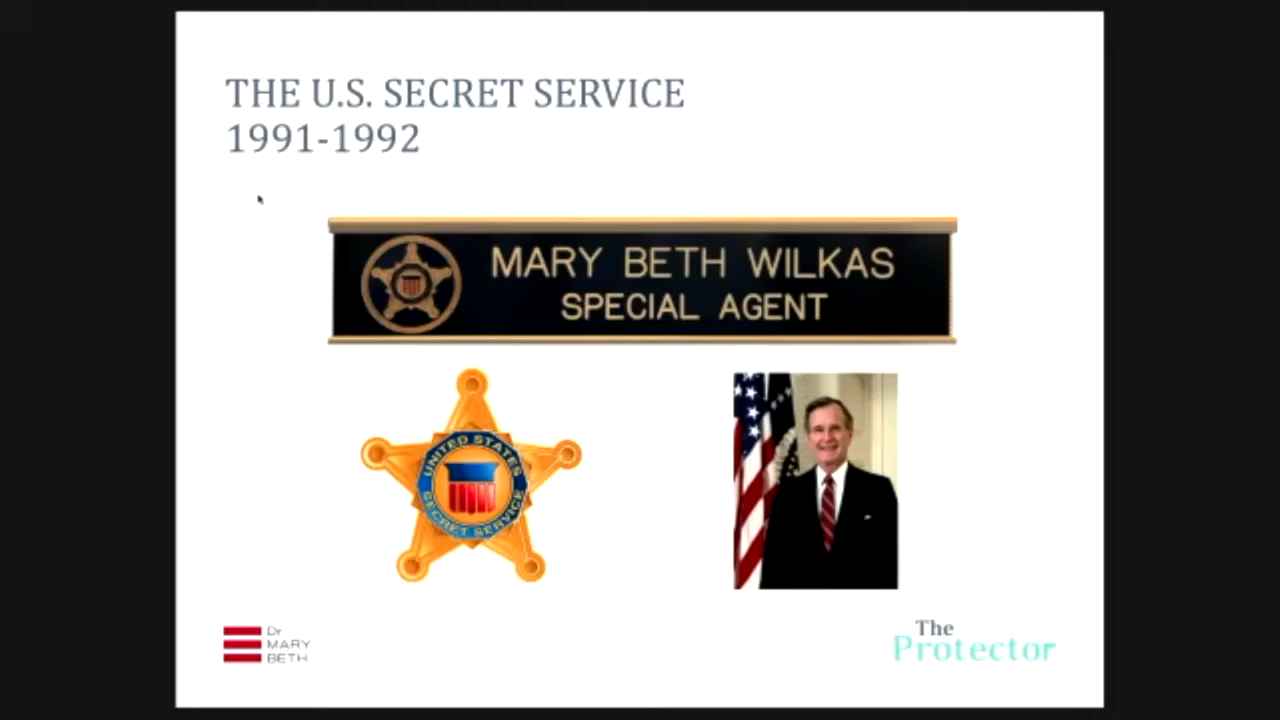 THE U.S. SECRET SERVICE
1991-1992
MARY BETH WILKAS
SPECIAL AGENT
UNITED STATES
SECRET SERVICE
Dr
MARY
BETH
The
Protector